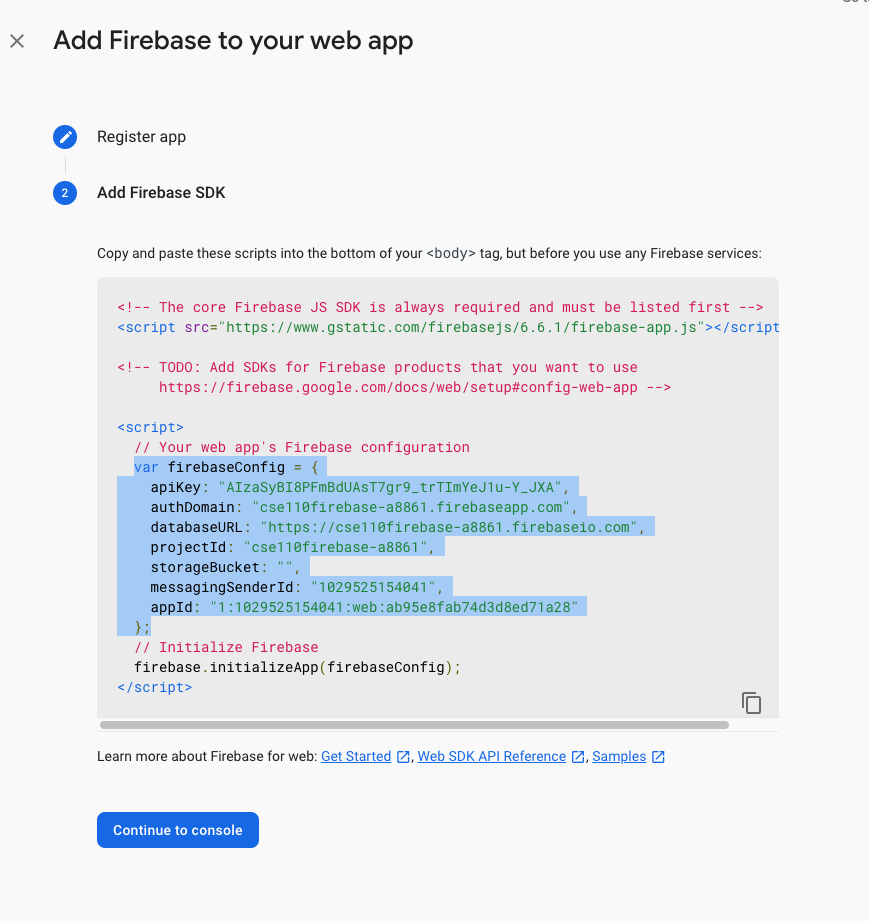 Add Firebase to your web app
Register app
2
Add Firebase SDK
Copy and paste these scripts into the bottom of your <body> tag, but before you use any Firebase services:
<!-- The core Firebase JS SDK is always required and must be listed first -->
<script src="https://www.gstatic.com/firebasejs/6.6.1/firebase-app.js"></script
<!-- TODO: Add SDKs for Firebase products that you want to use
https://firebase.google.com/docs/web/setup#config-web-app -->
<script>
// Your web app's Firebase configuration
var firebaseConfig = {
apiKey: "AIzaSyBI8PFmBdUAsT7gr9_trTImYeJ1u-Y_JXA",
authDomain: "cse110firebase-a8861.firebaseapp.com",
databaseURL: "https://cse110firebase-a8861.firebaseio.com",
projectId: "cse110firebase-a8861",
storageBucket: "",
messagingSenderId: "1029525154041",
appId: "1:1029525154041:web:ab95e8fab74d3d8ed71a28"
};
// Initialize Firebase
firebase.initializeApp(firebaseConfig);
</script>
Learn more about Firebase for web: Get Started , Web SDK API Reference , Samples
Continue to console